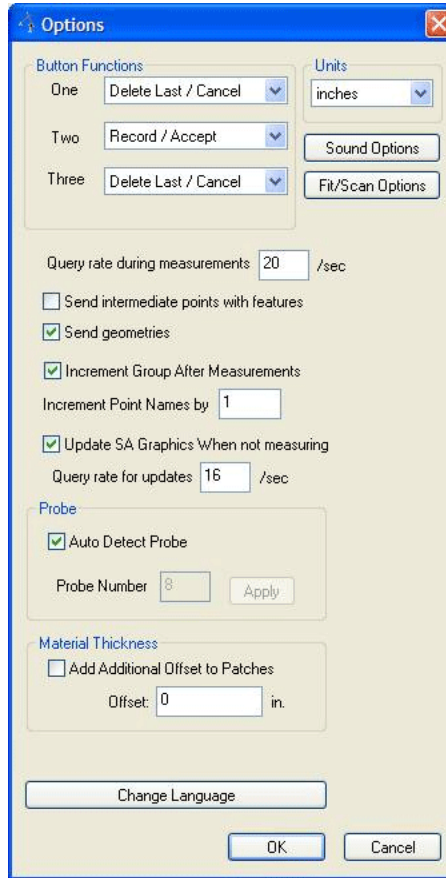 Options
Button Functions
Units
One Delete Last / Cancel
inches
Two Record / Accept
Sound Options
Three Delete Last / Cancel
Fit/Scan Options
Query rate during measurements 20 /sec
Send intermediate points with features
Send geometries
Increment Group After Measurements
Increment Point Names by 1
Update SA Graphics When not measuring
Query rate for updates 16 /sec
Probe
Auto Detect Probe
Probe Number 8 Apply
Material Thickness
Add Additional Offset to Patches
Offset: 0 in.
Change Language
OK Cancel